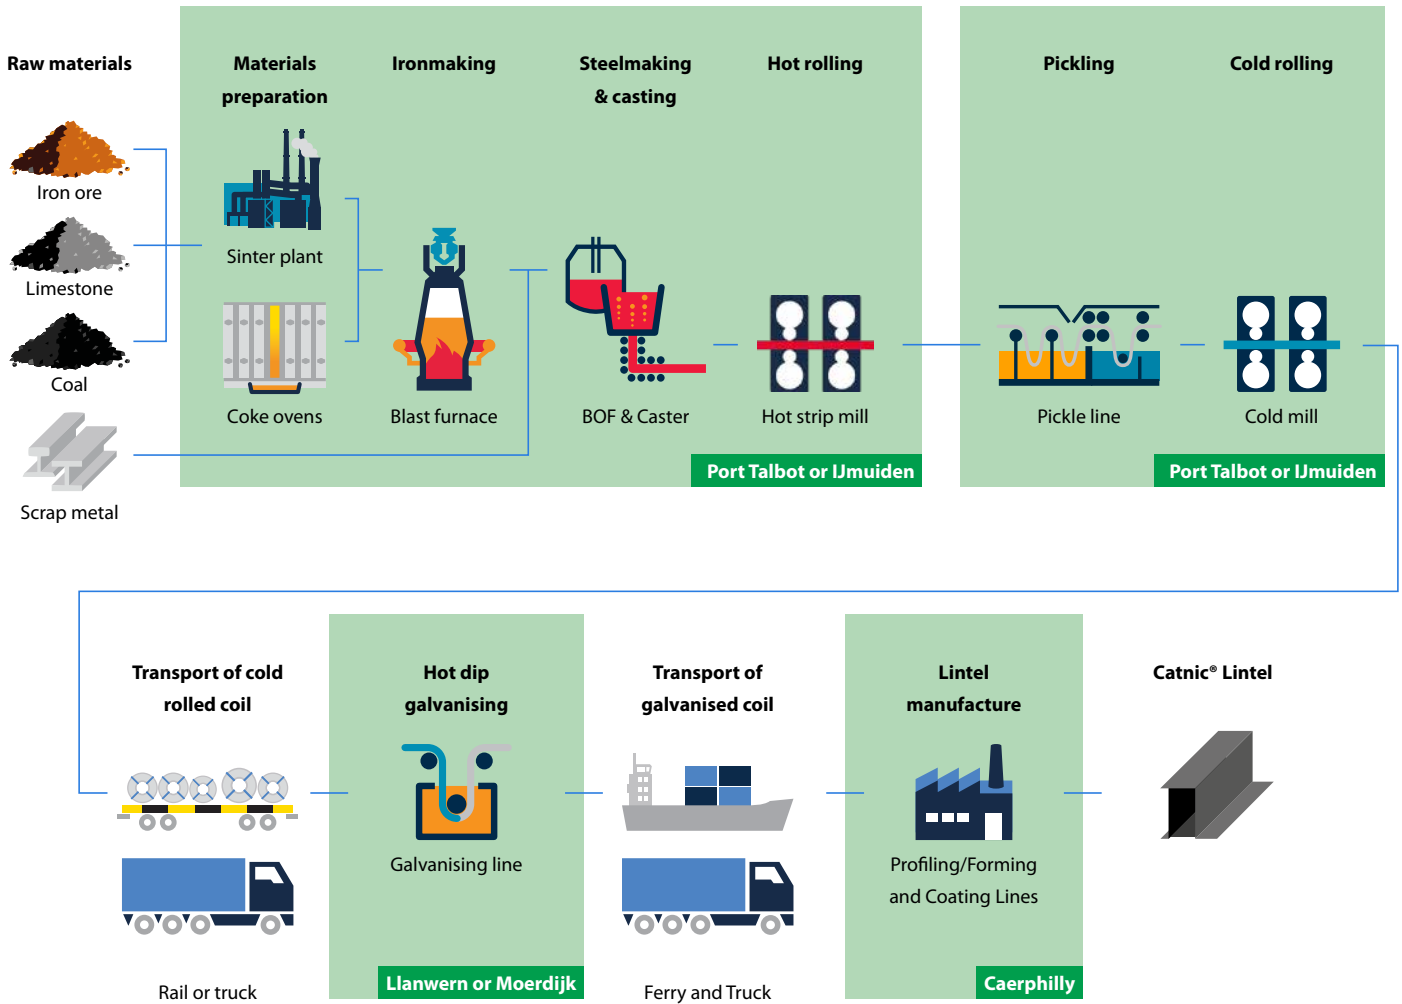 Raw materials
Materials
preparation
Ironmaking
Steelmaking
& casting
Hot rolling
Pickling
Cold rolling
Iron ore
Limestone
Coal
Scrap metal
Sinter plant
Coke ovens
Blast furnace
BOF & Caster
Hot strip mill
Pickle line
Cold mill
Port Talbot or IJmuiden
Port Talbot or IJmuiden
Transport of cold
rolled coil
Hot dip
galvanising
Transport of
galvanised coil
Lintel
manufacture
Catnic® Lintel
Galvanising line
Profiling/Forming
and Coating Lines
Rail or truck
Llanwern or Moerdijk
Ferry and Truck
Caerphilly